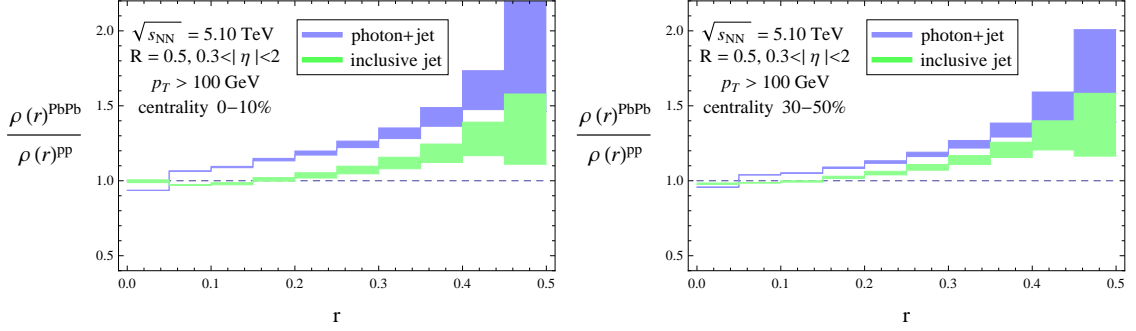 2.0
1.5
1.0
0.5
0.0 0.1 0.2 0.3 0.4 0.5
r
ρ(r)^PbPb
ρ(r)^pp
√s_NN = 5.10 TeV
R = 0.5, 0.3<| η |<2
p_T > 100 GeV
centrality 0−10%
photon+jet
inclusive jet
2.0
1.5
1.0
0.5
0.0 0.1 0.2 0.3 0.4 0.5
r
ρ(r)^PbPb
ρ(r)^pp
√s_NN = 5.10 TeV
R = 0.5, 0.3<| η |<2
p_T > 100 GeV
centrality 30−50%
photon+jet
inclusive jet